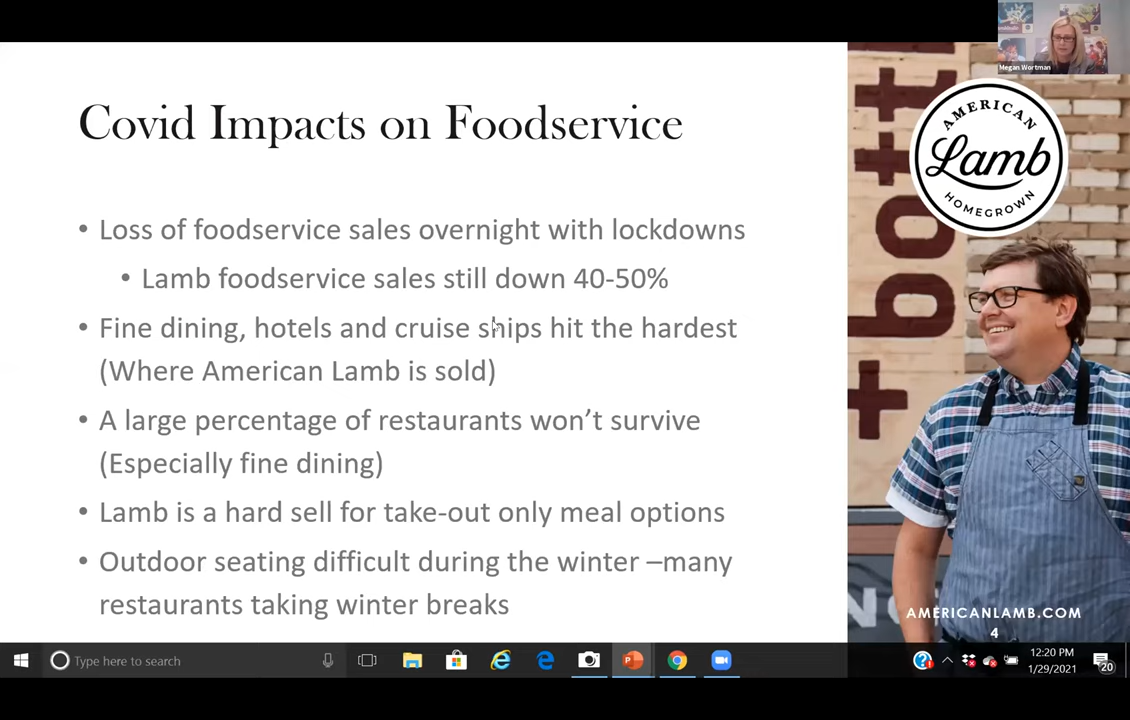 Megan Wortman
Covid Impacts on Foodservice
• Loss of foodservice sales overnight with lockdowns
• Lamb foodservice sales still down 40-50%
• Fine dining, hotels and cruise ships hit the hardest
(Where American Lamb is sold)
• A large percentage of restaurants won’t survive
(Especially fine dining)
• Lamb is a hard sell for take-out only meal options
• Outdoor seating difficult during the winter –many
restaurants taking winter breaks
AMERICAN
Lamb
HOMEGROWN
AMERICANLAMB.COM
4
Type here to search
12:20 PM
1/29/2021
20